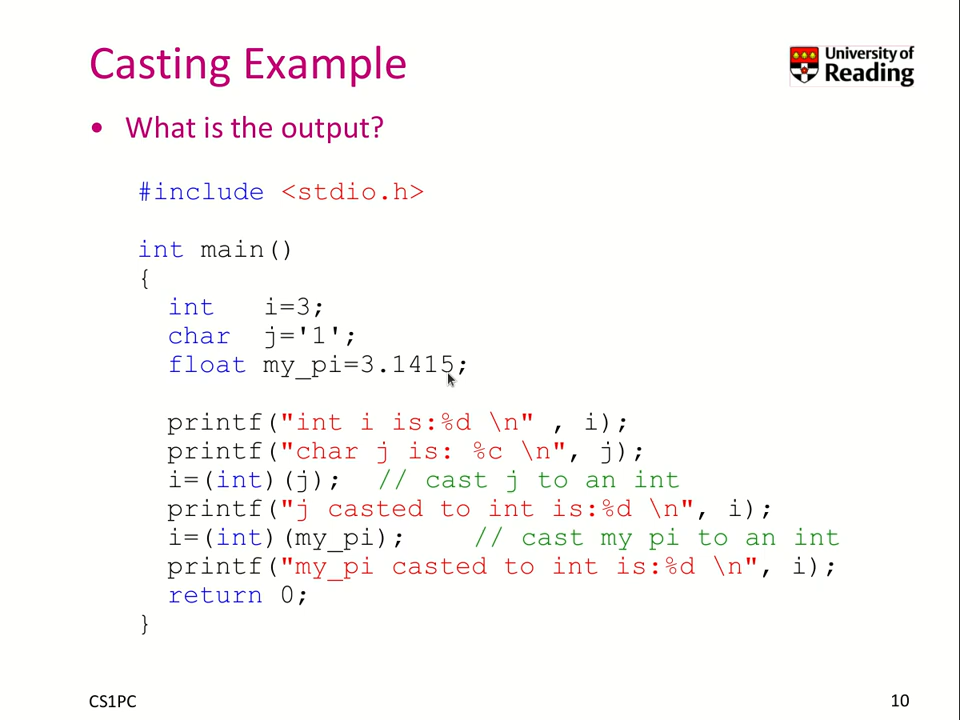 Casting Example
University of
Reading
• What is the output?
#include <stdio.h>
int main()
{
int i=3;
char j='1';
float my_pi=3.1415;
printf("int i is:%d \n" , i);
printf("char j is: %c \n", j);
i=(int)(j); // cast j to an int
printf("j casted to int is:%d \n", i);
i=(int)(my_pi); // cast my pi to an int
printf("my_pi casted to int is:%d \n", i);
return 0;
}
CS1PC
10